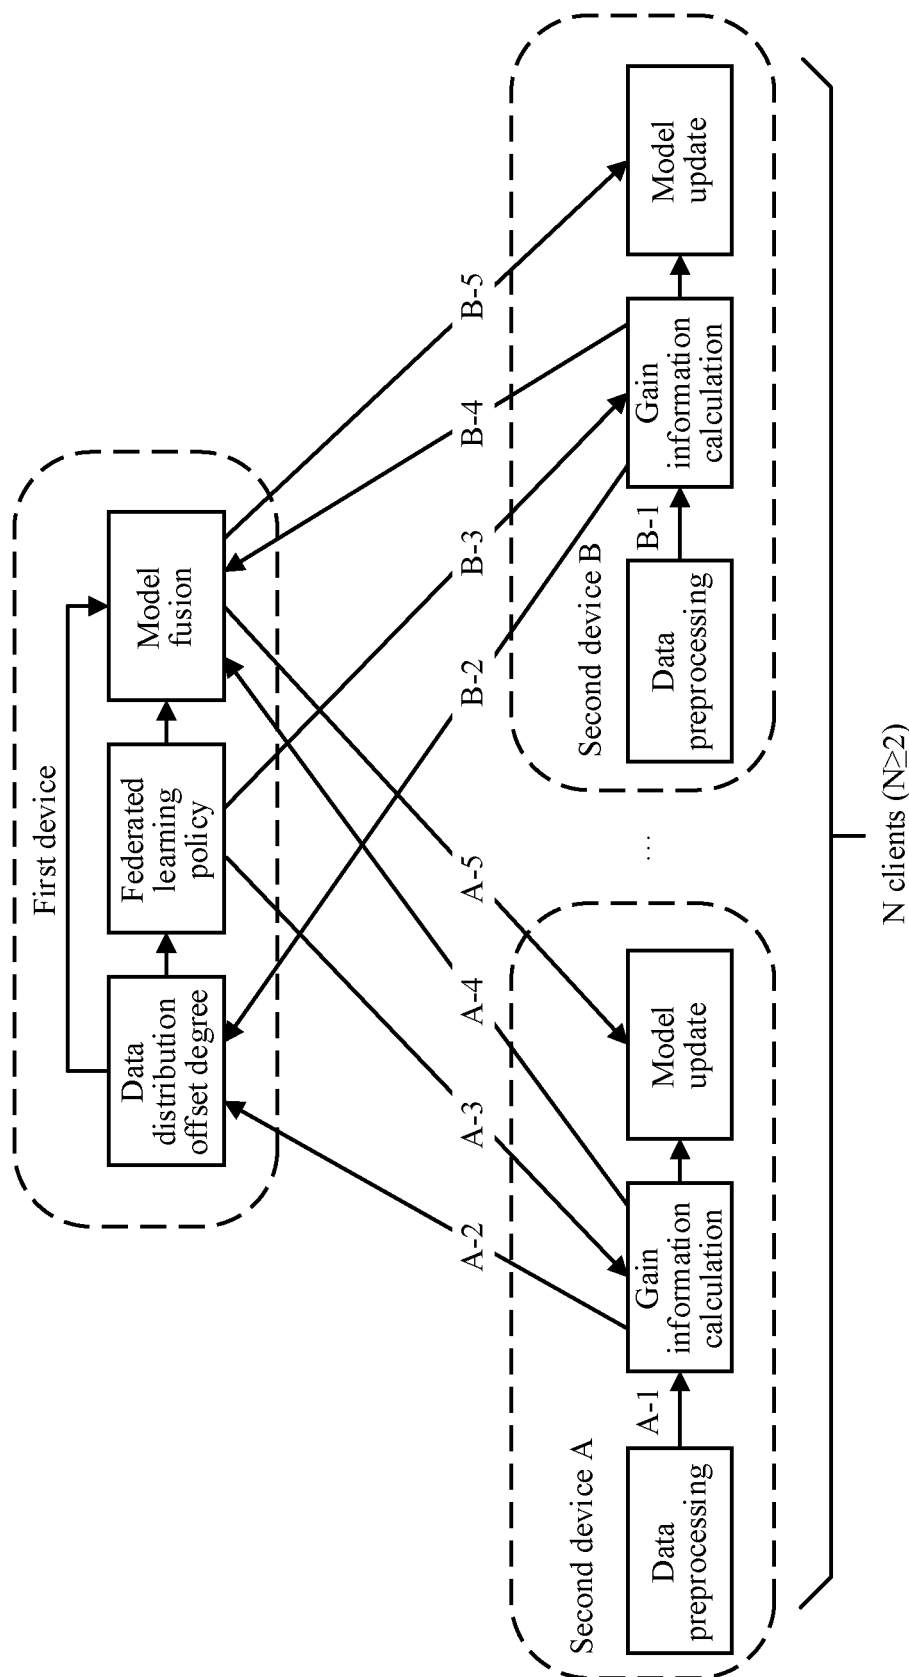 First device
Data
distribution
offset degree
Federated
learning
policy
Model
fusion
A-2
A-3
A-4
A-5
B-2
B-3
B-4
B-5
Second device A
Data
preprocessing
A-1
Gain
information
calculation
Model
update
...
Second device B
Data
preprocessing
B-1
Gain
information
calculation
Model
update
N clients (N≥2)